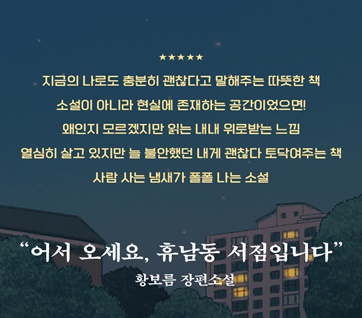 ★★★★★
지금의 나로도 충분히 괜찮다고 말해주는 따뜻한 책
소설이 아니라 현실에 존재하는 공간이었으면!
왜인지 모르겠지만 읽는 내내 위로받는 느낌
열심히 살고 있지만 늘 불안했던 내게 괜찮다 토닥여주는 책
사람 사는 냄새가 폴폴 나는 소설
“어서 오세요, 휴남동 서점입니다”
황보름 장편소설